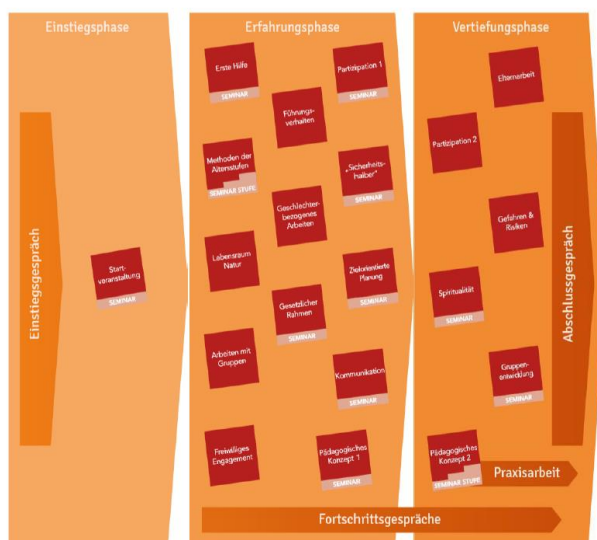 Einstiegsphase
Einstiegsgespräch
Start-
veranstaltung
SEMINAR
Erfahrungsphase
Erste Hilfe
SEMINAR
Partizipation 1
SEMINAR
Führungs-
verhalten
Methoden der
Altersstufen
SEMINAR STUFE
„Sicherheits-
halber"
SEMINAR
Geschlechter-
bezogenes
Arbeiten
Lebensraum
Natur
Zielorientierte
Planung
SEMINAR
Gesetzlicher
Rahmen
SEMINAR
Arbeiten mit
Gruppen
Kommunikation
SEMINAR
Freiwilliges
Engagement
Pädagogisches
Konzept 1
SEMINAR
Vertiefungsphase
Elternarbeit
Partizipation 2
Gefahren &
Risiken
Spiritualität
SEMINAR
Gruppen-
entwicklung
SEMINAR
Pädagogisches
Konzept 2
SEMINAR STUFE
Abschlussgespräch
Praxisarbeit
Fortschrittsgespräche